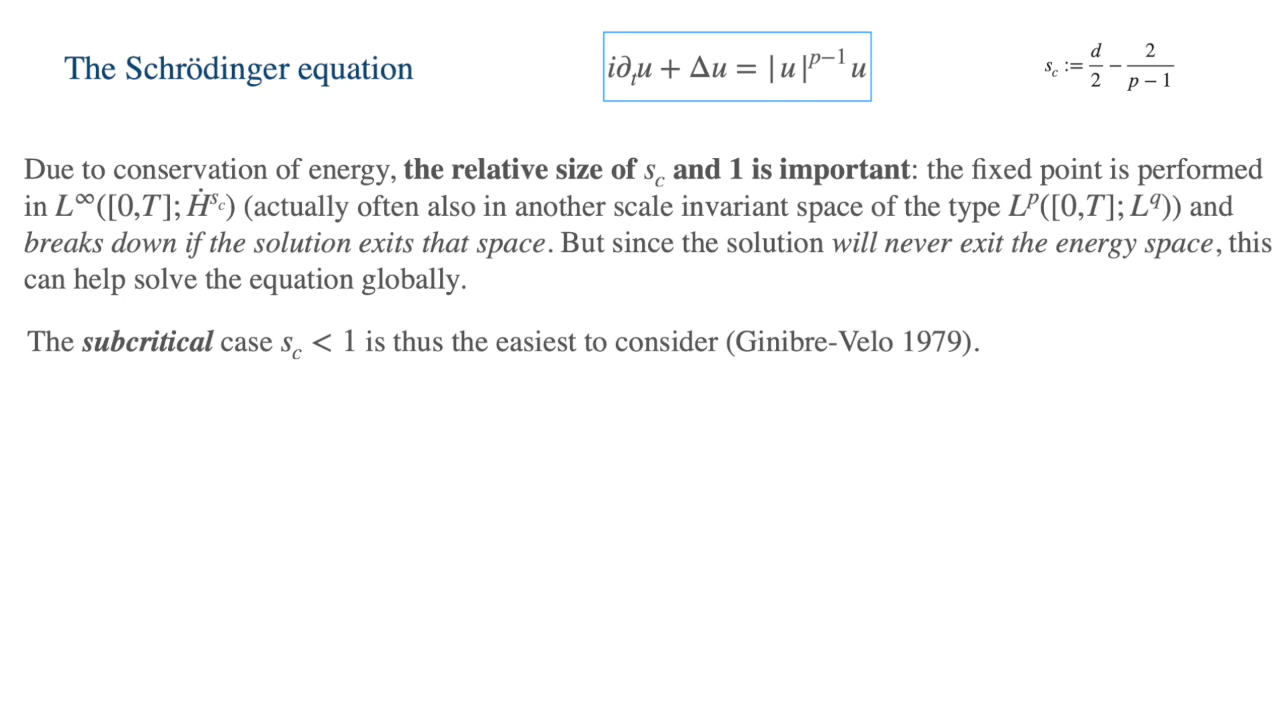 The Schrödinger equation
i∂ₜu + Δu = |u|^{p−1} u
s_c := d/2 − 2/(p − 1)
Due to conservation of energy, the relative size of s_c and 1 is important: the fixed point is performed
in L^∞([0,T]; Ḣ^{s_c}) (actually often also in another scale invariant space of the type L^p([0,T]; L^q)) and
breaks down if the solution exits that space. But since the solution will never exit the energy space, this
can help solve the equation globally.
The subcritical case s_c < 1 is thus the easiest to consider (Ginibre-Velo 1979).